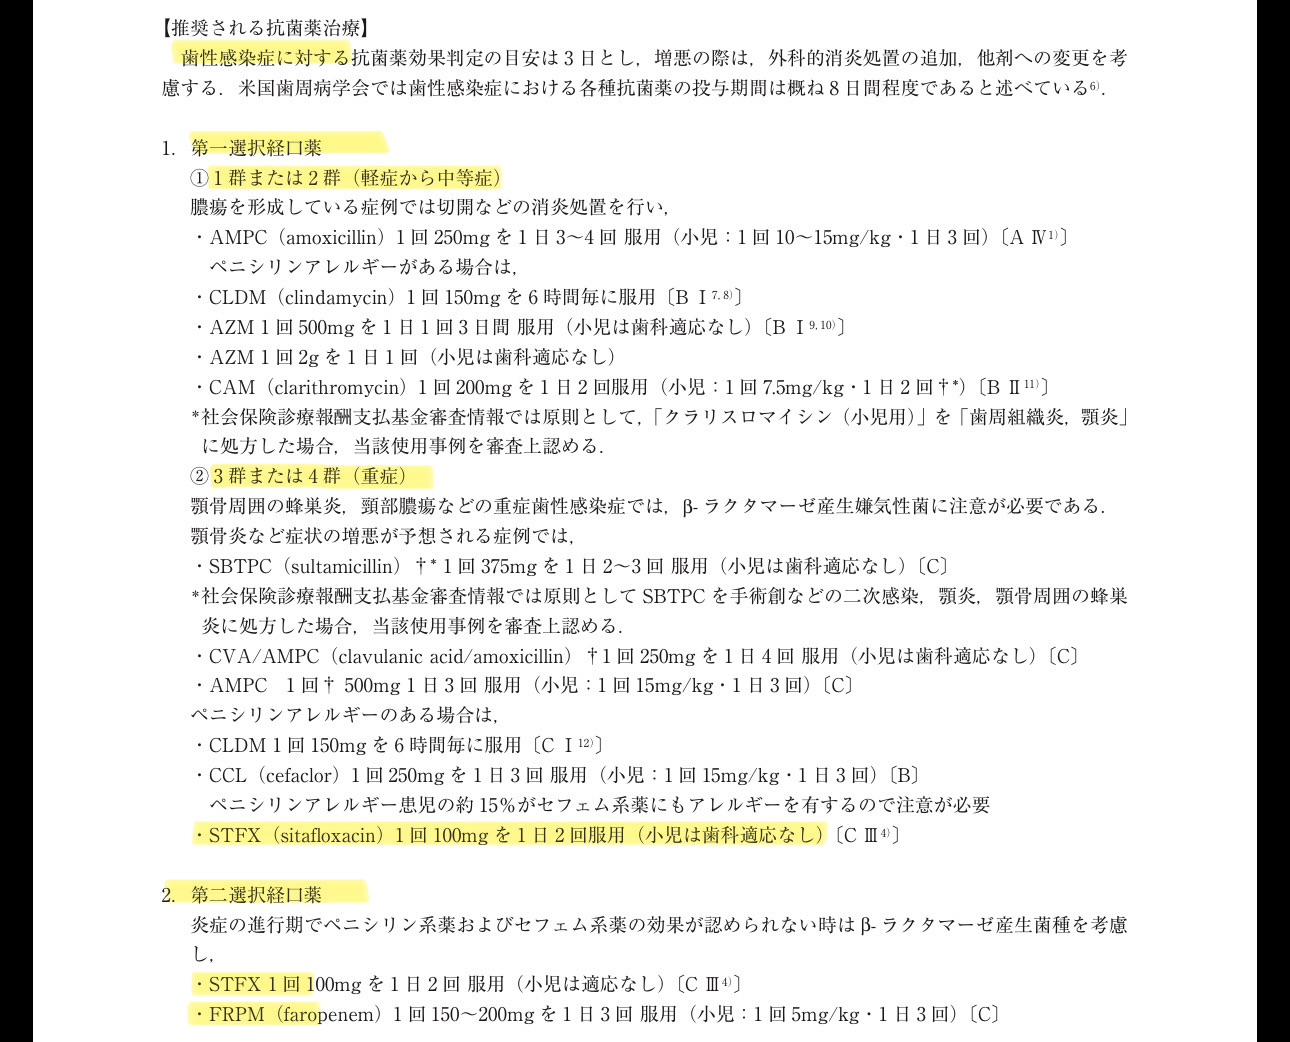 【推奨される抗菌薬治療】
歯性感染症に対する抗菌薬効果判定の目安は3日とし，増悪の際は，外科的消炎処置の追加，他剤への変更を考
慮する．米国歯周病学会では歯性感染症における各種抗菌薬の投与期間は概ね8日間程度であると述べている6)．
1. 第一選択経口薬
①1群または2群（軽症から中等症）
膿瘍を形成している症例では切開などの消炎処置を行い，
・AMPC（amoxicillin）1回250mgを1日3〜4回 服用（小児：1回10〜15mg/kg・1日3回）〔A Ⅳ1)〕
ペニシリンアレルギーがある場合は，
・CLDM（clindamycin）1回150mgを6時間毎に服用〔B Ⅰ7, 8)〕
・AZM 1回500mgを1日1回3日間 服用（小児は歯科適応なし）〔B Ⅰ9, 10)〕
・AZM 1回2gを1日1回（小児は歯科適応なし）
・CAM（clarithromycin）1回200mgを1日2回服用（小児：1回7.5mg/kg・1日2回†*）〔B Ⅱ11)〕
*社会保険診療報酬支払基金審査情報では原則として，「クラリスロマイシン（小児用）」を「歯周組織炎，顎炎」
に処方した場合，当該使用事例を審査上認める．
②3群または4群（重症）
顎骨周囲の蜂巣炎，頸部膿瘍などの重症歯性感染症では，β-ラクタマーゼ産生嫌気性菌に注意が必要である．
顎骨炎など症状の増悪が予想される症例では，
・SBTPC（sultamicillin）†*1回375mgを1日2〜3回 服用（小児は歯科適応なし）〔C〕
*社会保険診療報酬支払基金審査情報では原則としてSBTPCを手術創などの二次感染，顎炎，顎骨周囲の蜂巣
炎に処方した場合，当該使用事例を審査上認める．
・CVA/AMPC（clavulanic acid/amoxicillin）†1回250mgを1日4回 服用（小児は歯科適応なし）〔C〕
・AMPC 1回† 500mg 1日3回 服用（小児：1回15mg/kg・1日3回）〔C〕
ペニシリンアレルギーのある場合は，
・CLDM 1回150mgを6時間毎に服用〔C Ⅰ12)〕
・CCL（cefaclor）1回250mgを1日3回 服用（小児：1回15mg/kg・1日3回）〔B〕
ペニシリンアレルギー患児の約15%がセフェム系薬にもアレルギーを有するので注意が必要
・STFX（sitafloxacin）1回100mgを1日2回服用（小児は歯科適応なし）〔C Ⅲ4)〕
2. 第二選択経口薬
炎症の進行期でペニシリン系薬およびセフェム系薬の効果が認められない時はβ-ラクタマーゼ産生菌種を考慮
し，
・STFX 1回100mgを1日2回 服用（小児は適応なし）〔C Ⅲ4)〕
・FRPM（faropenem）1回150〜200mgを1日3回 服用（小児：1回5mg/kg・1日3回）〔C〕